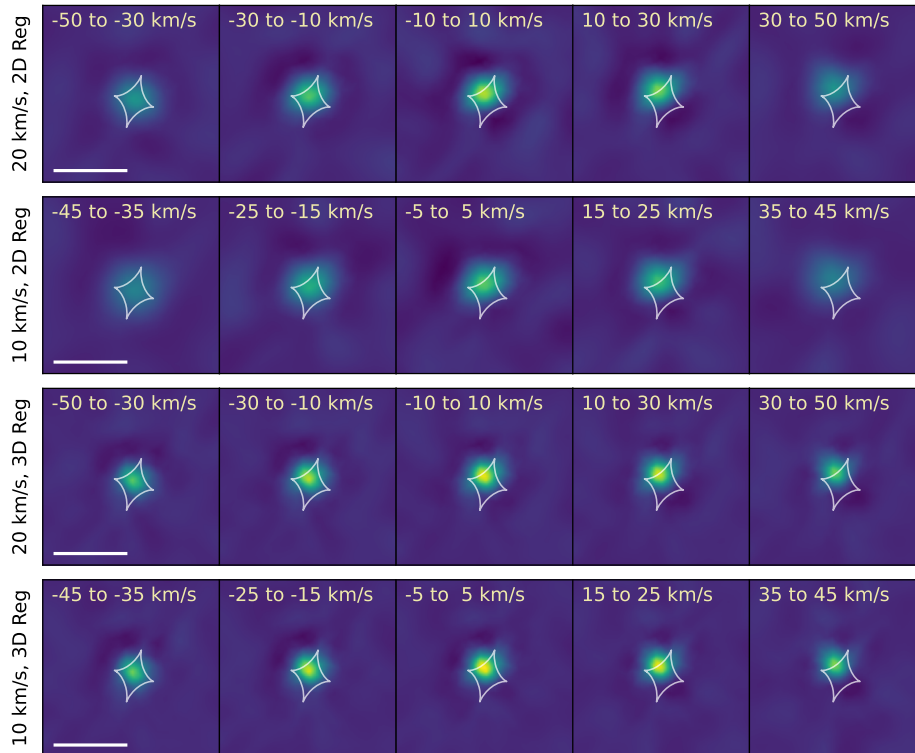 20 km/s, 2D Reg
-50 to -30 km/s
-30 to -10 km/s
-10 to 10 km/s
10 to 30 km/s
30 to 50 km/s
10 km/s, 2D Reg
-45 to -35 km/s
-25 to -15 km/s
-5 to  5 km/s
15 to 25 km/s
35 to 45 km/s
20 km/s, 3D Reg
-50 to -30 km/s
-30 to -10 km/s
-10 to 10 km/s
10 to 30 km/s
30 to 50 km/s
10 km/s, 3D Reg
-45 to -35 km/s
-25 to -15 km/s
-5 to  5 km/s
15 to 25 km/s
35 to 45 km/s